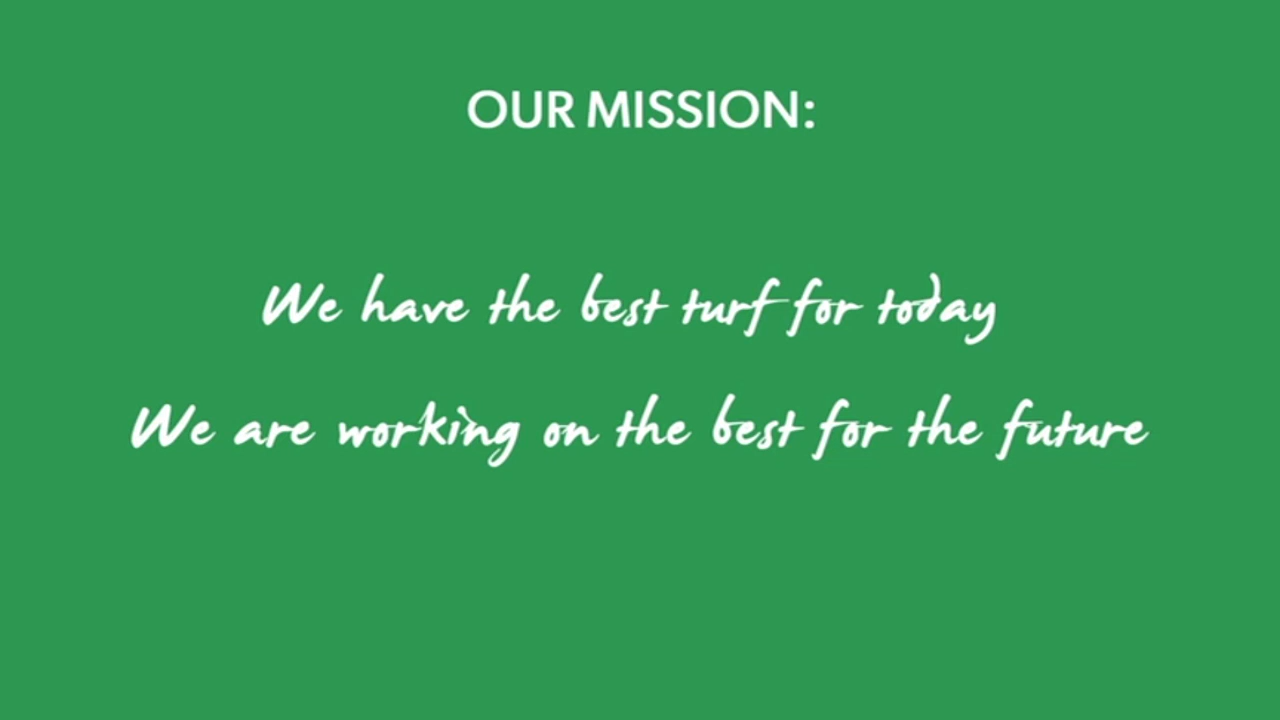 OUR MISSION:
We have the best turf for today
We are working on the best for the future